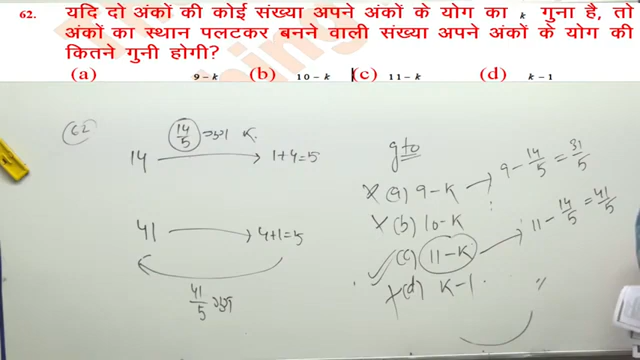 62. यदि दो अंकों की कोई संख्या अपने अंकों के योग का k गुना है, तो
अंकों का स्थान पलटकर बनने वाली संख्या अपने अंकों के योग की
कितने गुनी होगी?
(a) 9-k (b) 10-k (c) 11-k (d) k-1
62
14/5 गुना K
14 → 1+4=5
41 → 4+1=5
41/5 गुना
g to
(a) 9-K → 9 - 14/5 = 31/5
(b) 10-K
(c) 11-K → 11 - 14/5 = 41/5
(d) K-1